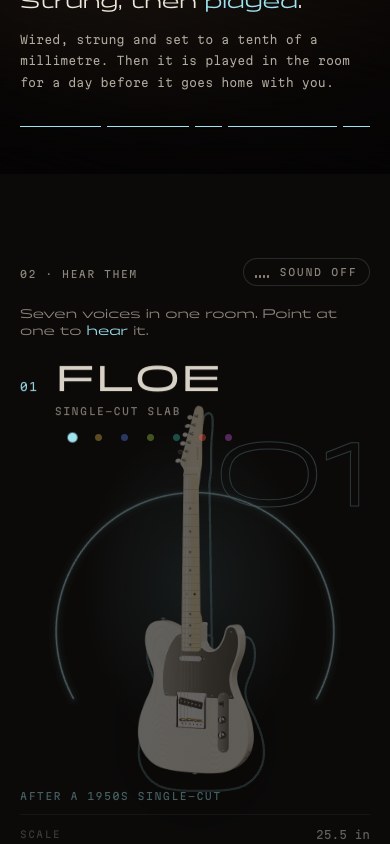 Strung, then played.
Wired, strung and set to a tenth of a
millimetre. Then it is played in the room
for a day before it goes home with you.
02 · HEAR THEM
SOUND OFF
Seven voices in one room. Point at
one to hear it.
01 FLOE
SINGLE-CUT SLAB
01
AFTER A 1950S SINGLE-CUT
SCALE 25.5 in